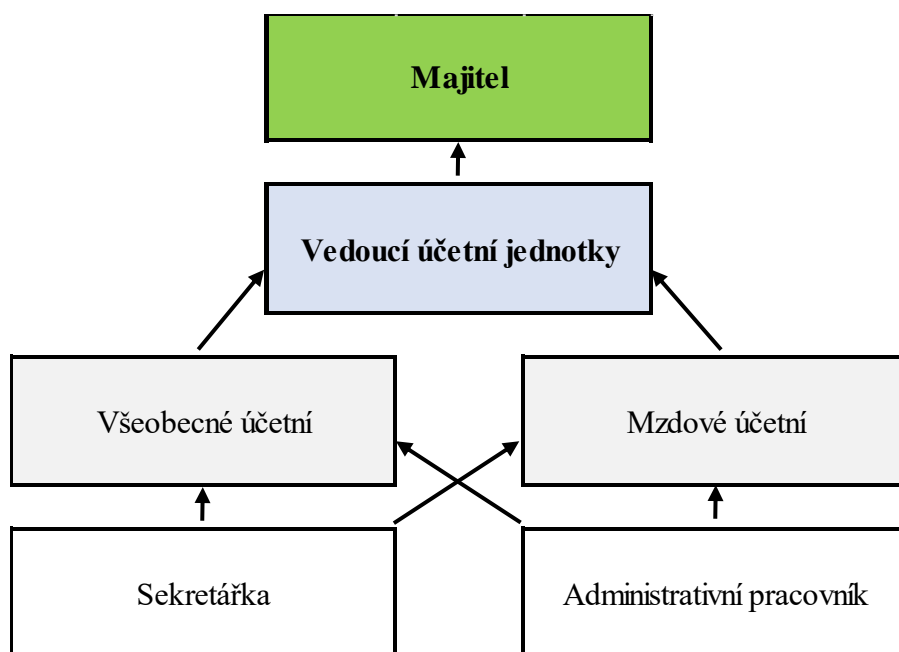 Majitel
Vedoucí účetní jednotky
Všeobecné účetní
Mzdové účetní
Sekretářka
Administrativní pracovník